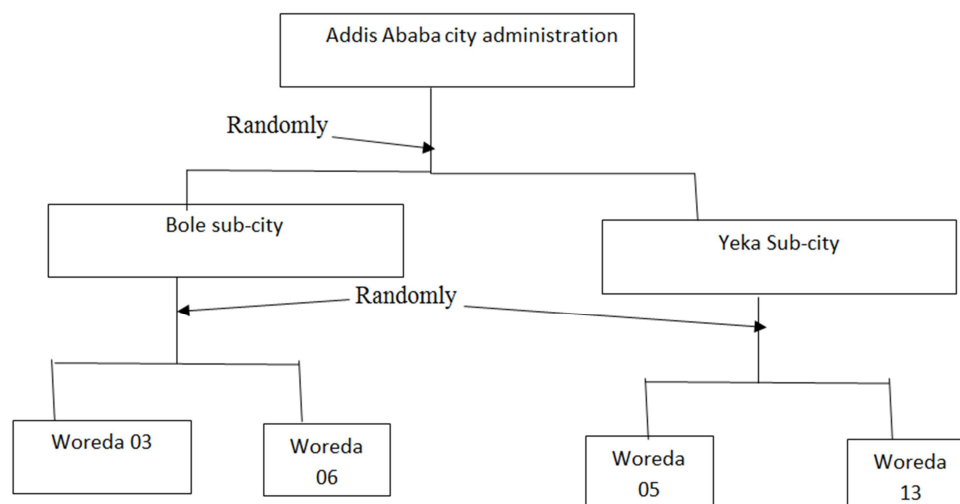 Addis Ababa city administration
Randomly
Bole sub-city
Yeka Sub-city
Randomly
Woreda 03
Woreda
06
Woreda
05
Woreda
13